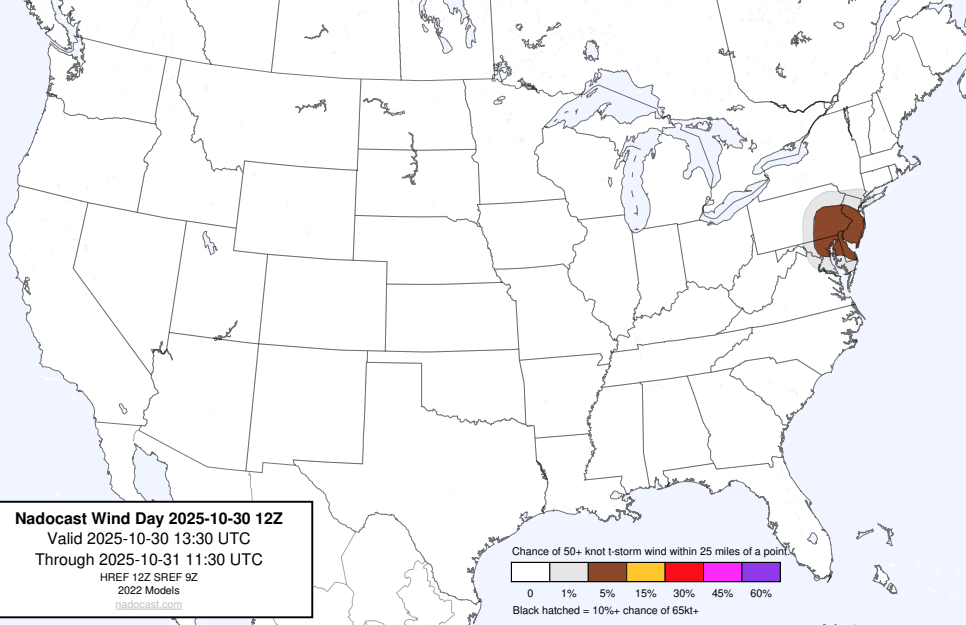 Nadocast Wind Day 2025-10-30 12Z
Valid 2025-10-30 13:30 UTC
Through 2025-10-31 11:30 UTC
HREF 12Z SREF 9Z
2022 Models
nadocast.com
Chance of 50+ knot t-storm wind within 25 miles of a point.
0 1% 5% 15% 30% 45% 60%
Black hatched = 10%+ chance of 65kt+